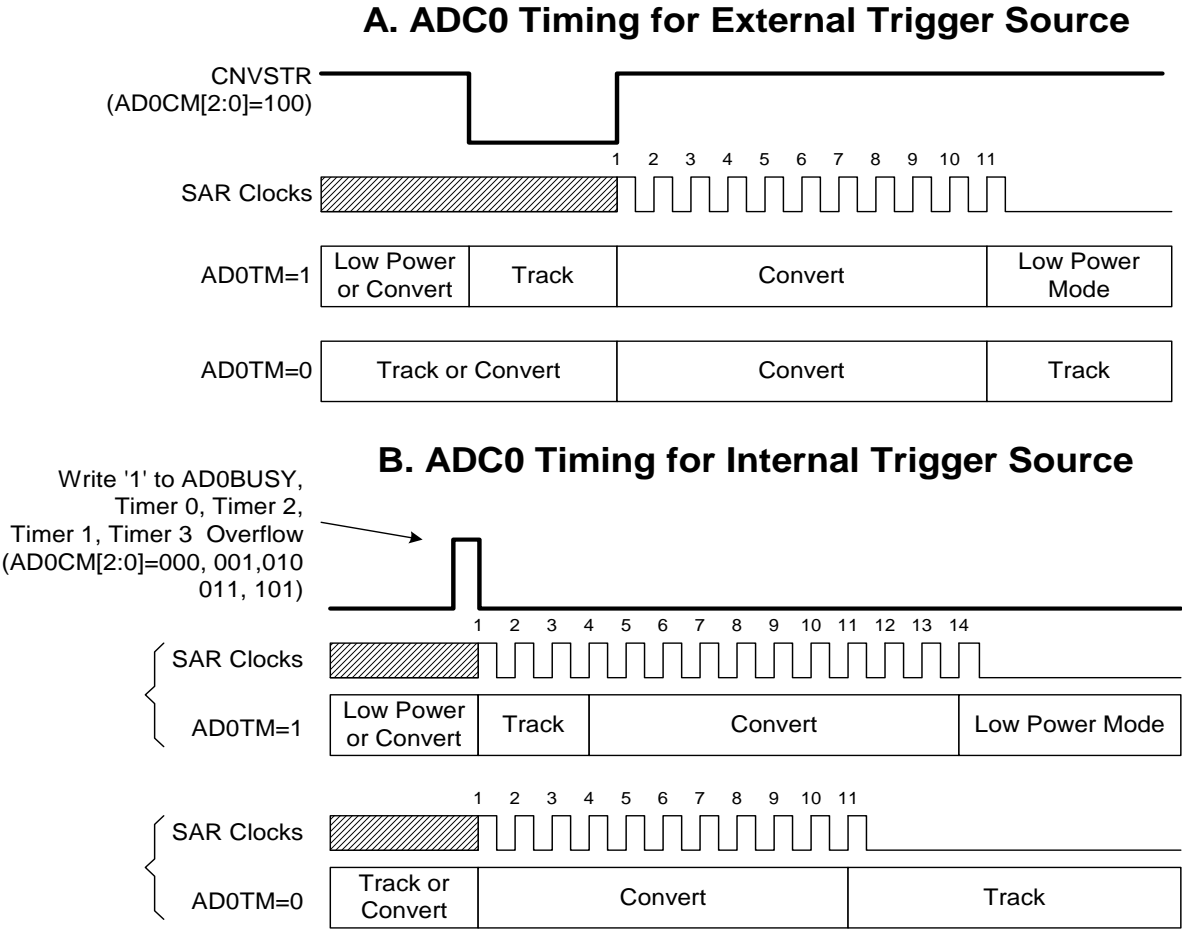 A. ADC0 Timing for External Trigger Source
CNVSTR
(AD0CM[2:0]=100)
1 2 3 4 5 6 7 8 9 10 11
SAR Clocks
AD0TM=1
Low Power
or Convert
Track
Convert
Low Power
Mode
AD0TM=0
Track or Convert
Convert
Track
B. ADC0 Timing for Internal Trigger Source
Write '1' to AD0BUSY,
Timer 0, Timer 2,
Timer 1, Timer 3 Overflow
(AD0CM[2:0]=000, 001,010
011, 101)
1 2 3 4 5 6 7 8 9 10 11 12 13 14
SAR Clocks
AD0TM=1
Low Power
or Convert
Track
Convert
Low Power Mode
1 2 3 4 5 6 7 8 9 10 11
SAR Clocks
AD0TM=0
Track or
Convert
Convert
Track